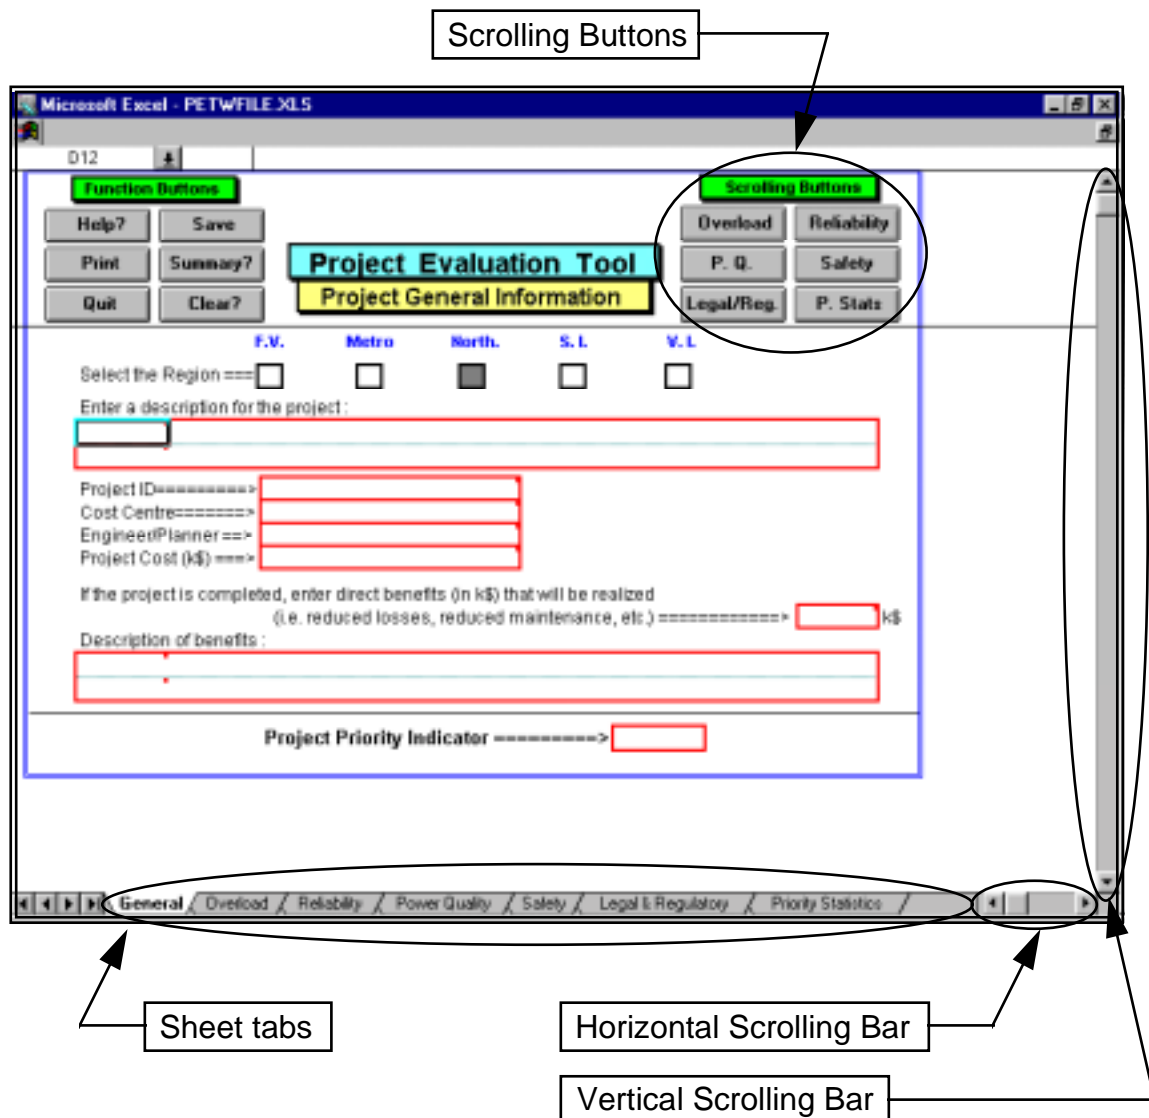 Scrolling Buttons
Microsoft Excel - PETWFILE.XLS
D12
Function Buttons
Scrolling Buttons
Help? Save
Overload Reliability
Print Summary?
Project Evaluation Tool
P. Q. Safety
Quit Clear?
Project General Information
Legal/Reg. P. Stats
F.V. Metro North. S. I. V. I.
Select the Region ===
Enter a description for the project :
Project ID=========>
Cost Centre=======>
Engineer/Planner ==>
Project Cost (k$) ===>
If the project is completed, enter direct benefits (in k$) that will be realized
(i.e. reduced losses, reduced maintenance, etc.) ============> k$
Description of benefits :
Project Priority Indicator =========>
General Overload Reliability Power Quality Safety Legal & Regulatory Priority Statistics
Sheet tabs
Horizontal Scrolling Bar
Vertical Scrolling Bar